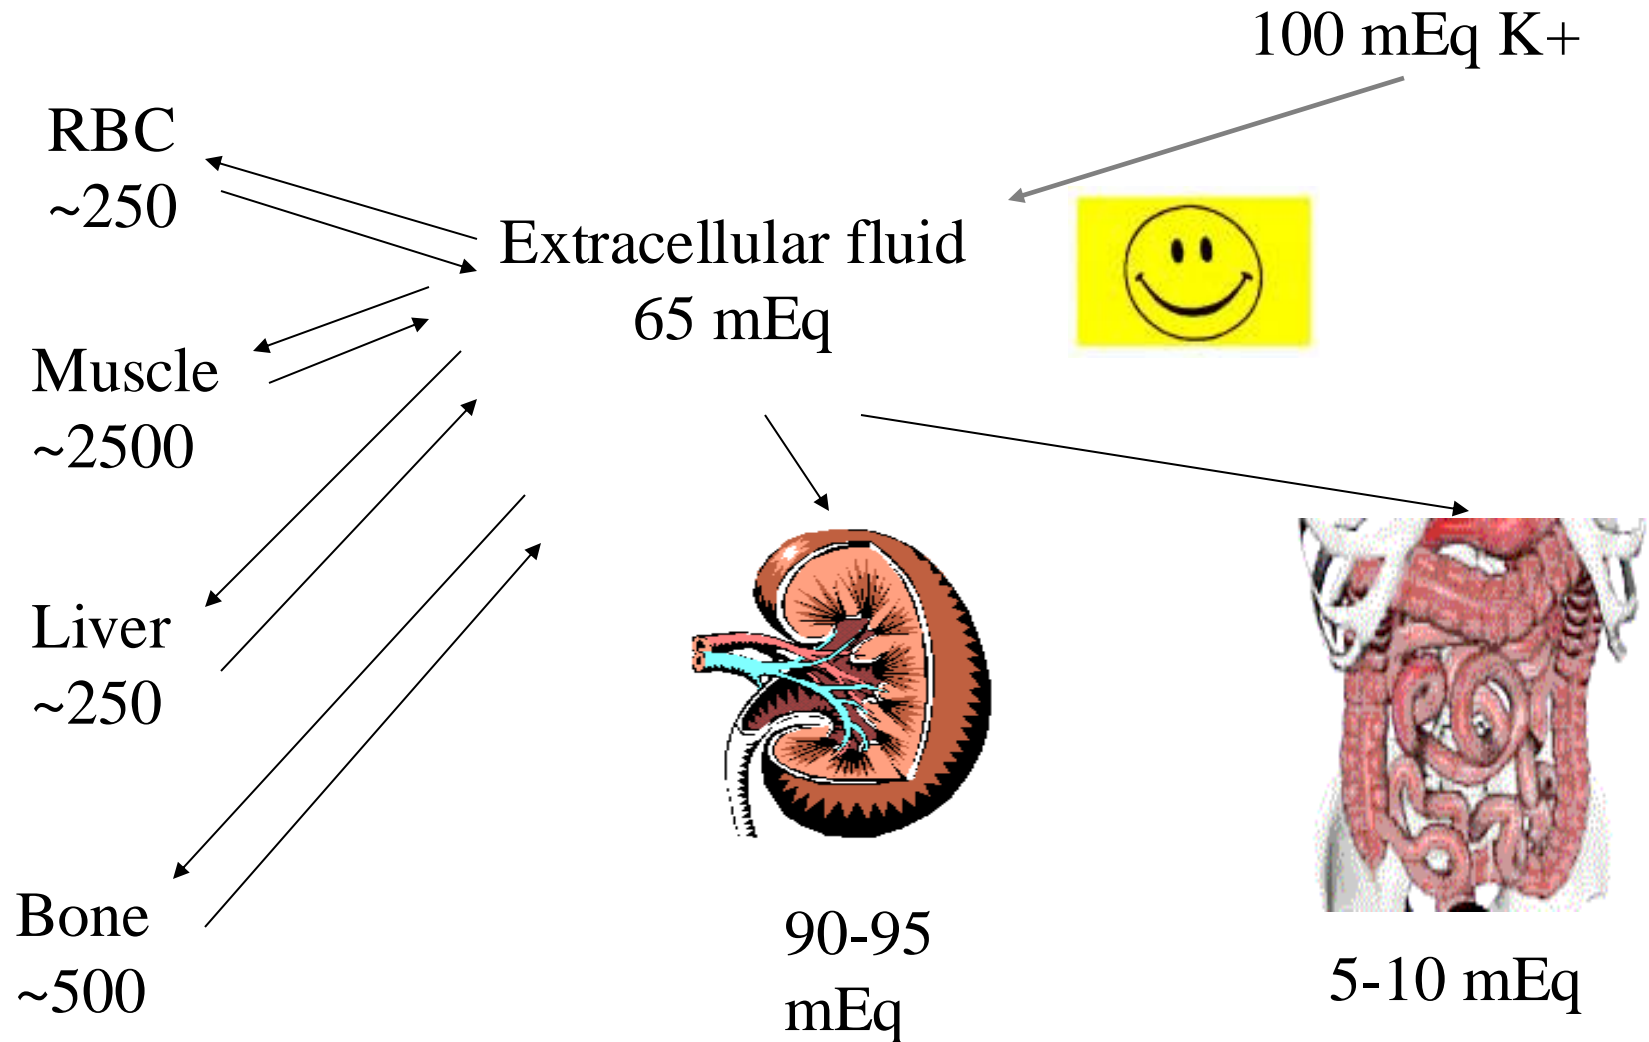 100 mEq K+
RBC
~250
Extracellular fluid
65 mEq
Muscle
~2500
Liver
~250
Bone
~500
90-95
mEq
5-10 mEq